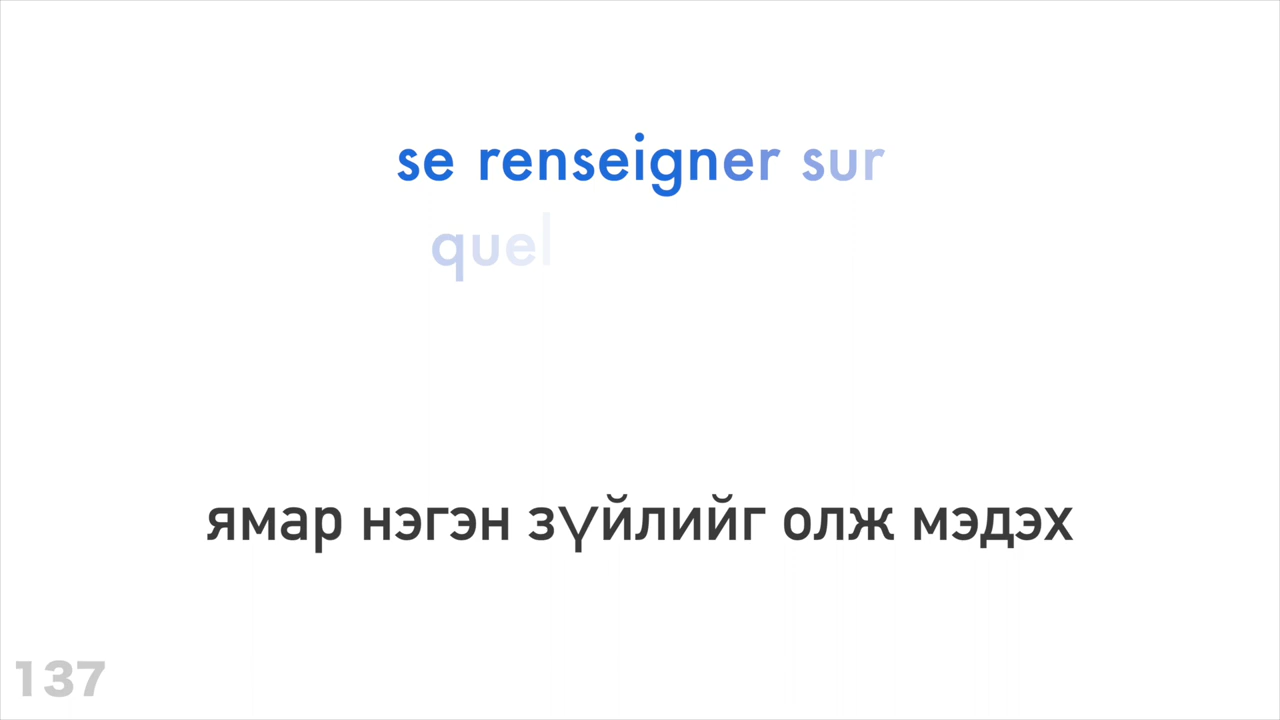 se renseigner sur
quel
ямар нэгэн зүйлийг олж мэдэх
137